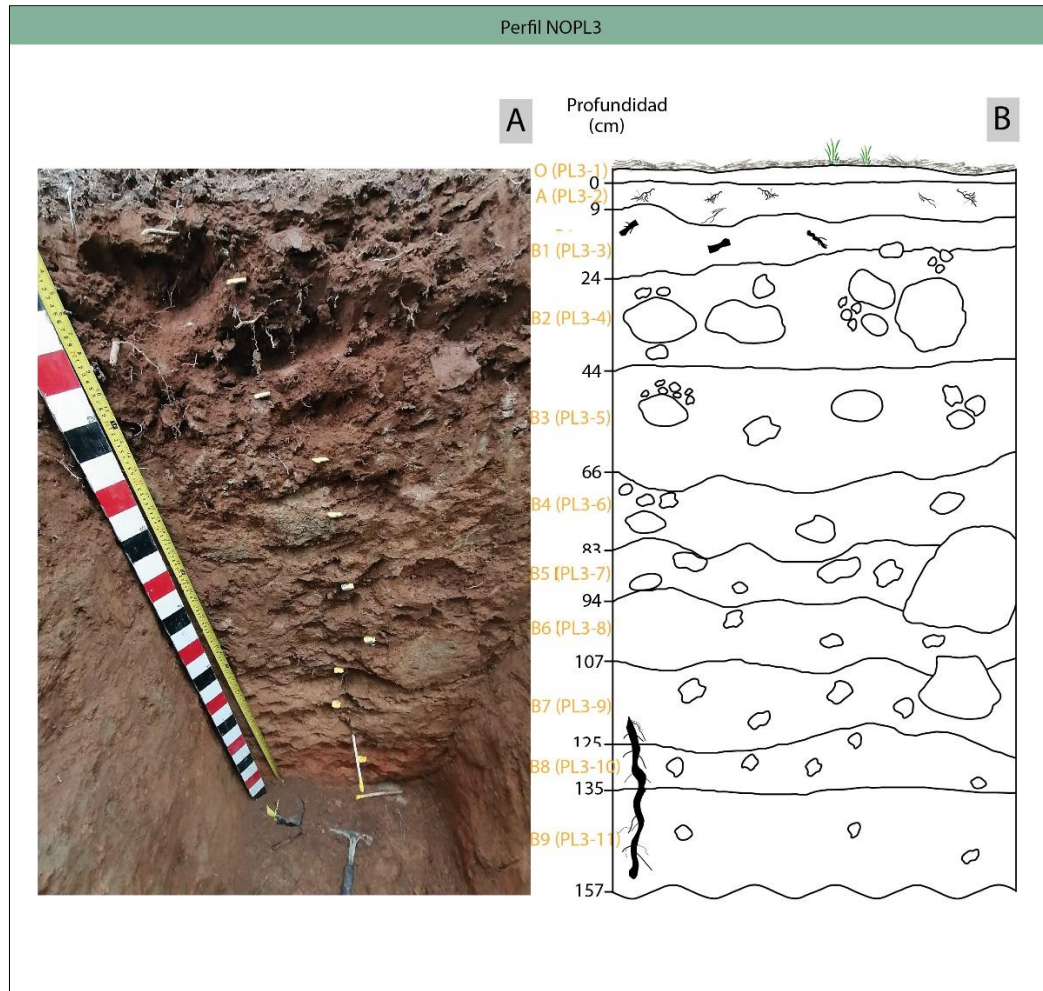 Perfil NOPL3
A
Profundidad
(cm)
B
O (PL3-1)
0
A (PL3-2)
9
B1 (PL3-3)
24
B2 (PL3-4)
44
B3 (PL3-5)
66
B4 (PL3-6)
83
B5 (PL3-7)
94
B6 (PL3-8)
107
B7 (PL3-9)
125
B8 (PL3-10)
135
B9 (PL3-11)
157